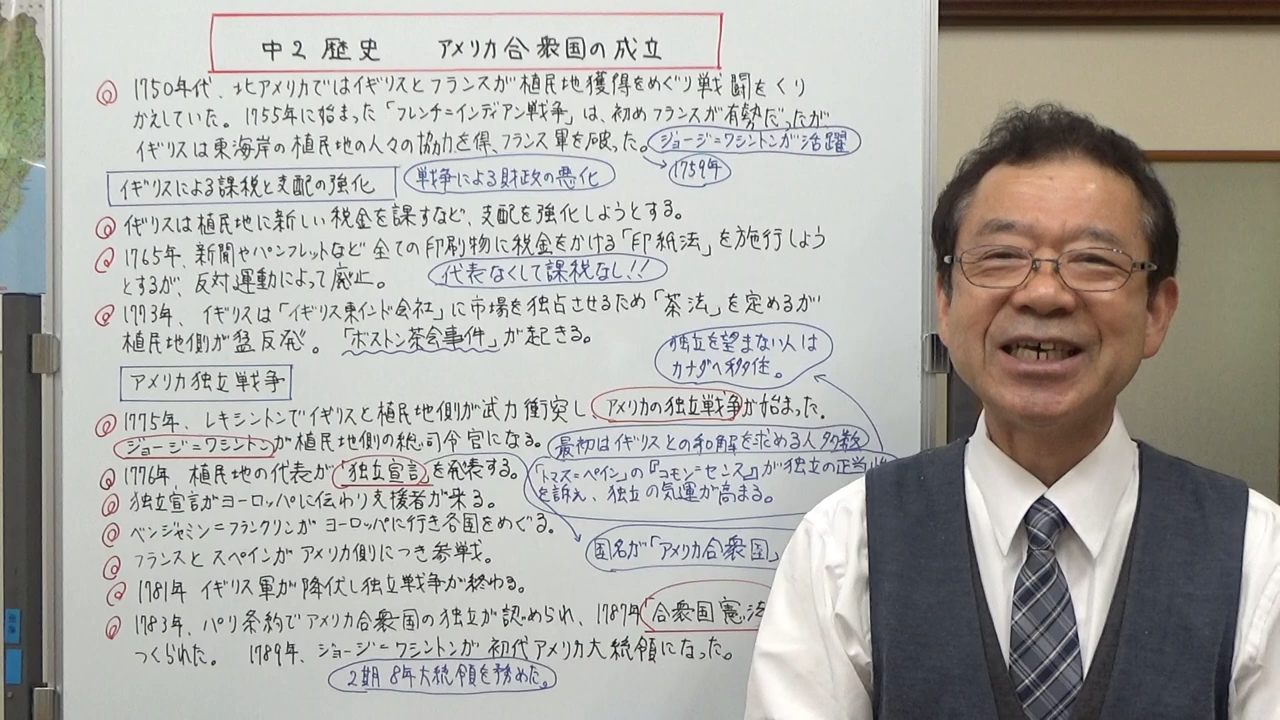 中2 歴史 アメリカ合衆国の成立
1750年代、北アメリカではイギリスとフランスが植民地獲得をめぐり戦闘をくり
かえしていた。1755年に始まった「フレンチ=インディアン戦争」は、初めフランスが有勢だったが
イギリスは東海岸の植民地の人々の協力を得、フランス軍を破った。 ジョージ=ワシントンが活躍
1759年
イギリスによる課税と支配の強化 戦争による財政の悪化
イギリスは植民地に新しい税金を課すなど、支配を強化しようとする。
1765年、新聞やパンフレットなど全ての印刷物に税金をかける「印紙法」を施行しよう
とするが、反対運動によって廃止。 代表なくして課税なし!!
1773年、イギリスは「イギリス東インド会社」に市場を独占させるため「茶法」を定めるが
植民地側が猛反発。「ボストン茶会事件」が起きる。
独立を望まない人は
カナダへ移住。
アメリカ独立戦争
1775年、レキシントンでイギリスと植民地側が武力衝突し、アメリカの独立戦争が始まった。
ジョージ=ワシントンが植民地側の総司令官になる。 最初はイギリスとの和解を求める人多数
1776年、植民地の代表が「独立宣言」を発表する。 「トマス=ペイン」の『コモン=センス』が独立の正当
を訴え、独立の気運が高まる。
独立宣言がヨーロッパに伝わり支援者が来る。
ベンジャミン=フランクリンがヨーロッパに行き各国をめぐる。
国名が「アメリカ合衆国」
フランスとスペインがアメリカ側につき参戦。
1781年 イギリス軍が降伏し独立戦争が終わる。
1783年、パリ条約でアメリカ合衆国の独立が認められ、1787年「合衆国憲法
つくられた。 1789年、ジョージ=ワシントンが初代アメリカ大統領になった。
2期8年大統領を務めた。